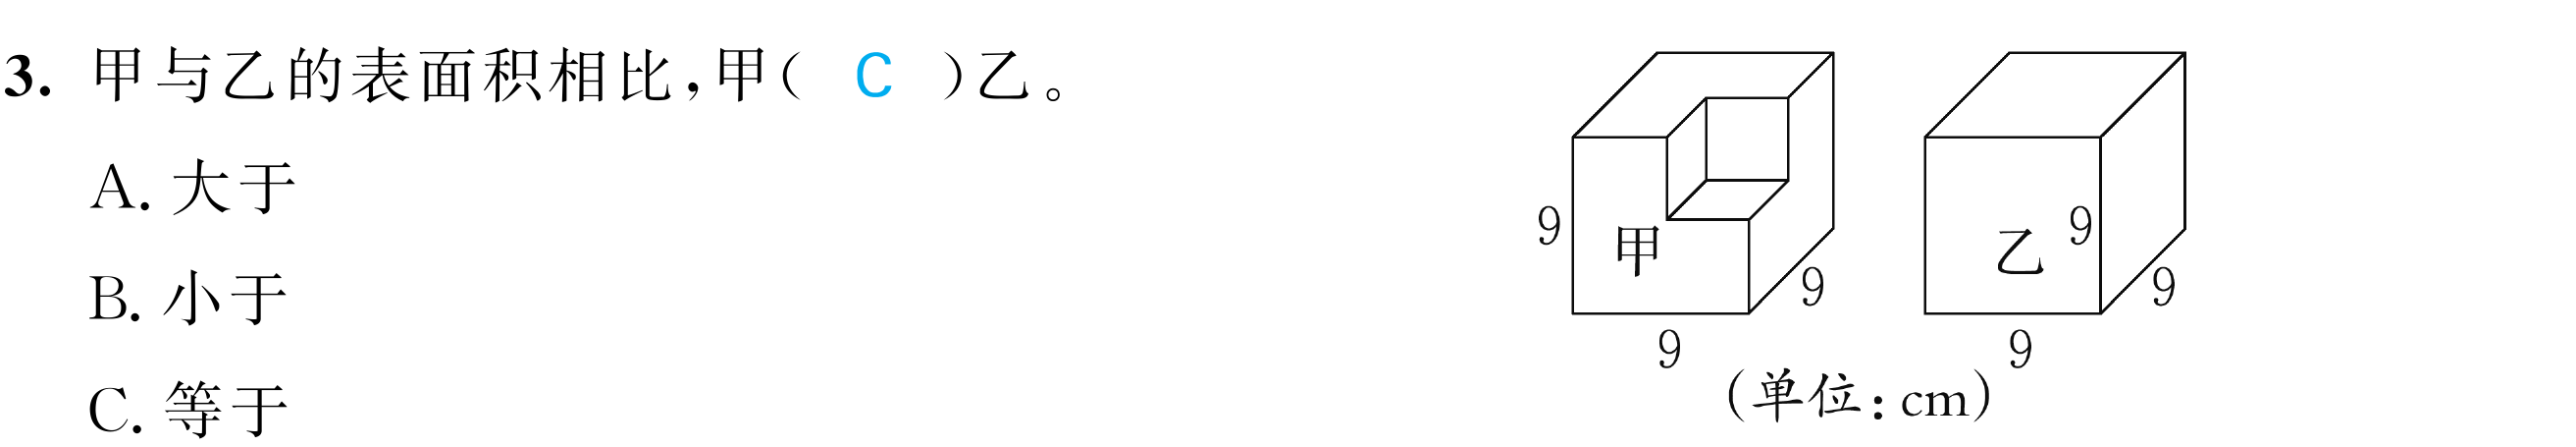 3. 甲与乙的表面积相比,甲( C )乙。
A. 大于
B. 小于
C. 等于
9 甲 9 9
乙 9 9 9
(单位:cm)